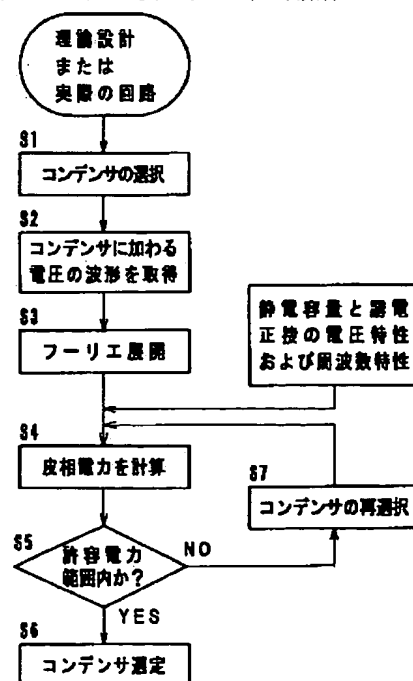 理論設計
または
実際の回路
S1
コンデンサの選択
S2
コンデンサに加わる
電圧の波形を取得
S3
フーリエ展開
静電容量と誘電
正接の電圧特性
および周波数特性
S4
皮相電力を計算
S7
コンデンサの再選択
S5
許容電力
範囲内か?
NO
YES
S6
コンデンサ選定